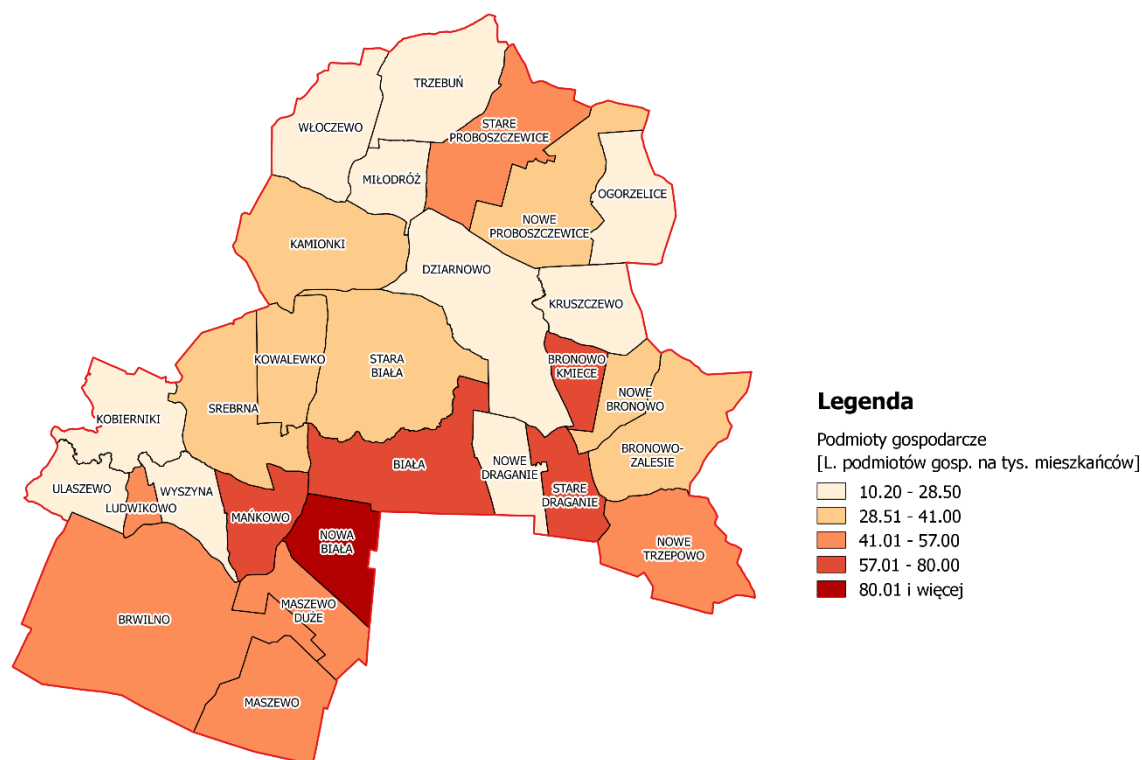 TRZEBUŃ
WŁOCZEWO
STARE
PROBOSZCZEWICE
MIŁODRÓŻ
OGORZELICE
NOWE
PROBOSZCZEWICE
KAMIONKI
DZIARNOWO
KRUSZCZEWO
KOWALEWKO
STARA
BIAŁA
BRONOWO
KMIECE
NOWE
BRONOWO
SREBRNA
KOBIERNIKI
BRONOWO-
ZALESIE
BIAŁA
NOWE
DRAGANIE
STARE
DRAGANIE
ULASZEWO
WYSZYNA
LUDWIKOWO
MAŃKOWO
NOWA
BIAŁA
NOWE
TRZEPOWO
MASZEWO
DUŻE
BRWILNO
MASZEWO
Legenda
Podmioty gospodarcze
[L. podmiotów gosp. na tys. mieszkańców]
10.20 - 28.50
28.51 - 41.00
41.01 - 57.00
57.01 - 80.00
80.01 i więcej